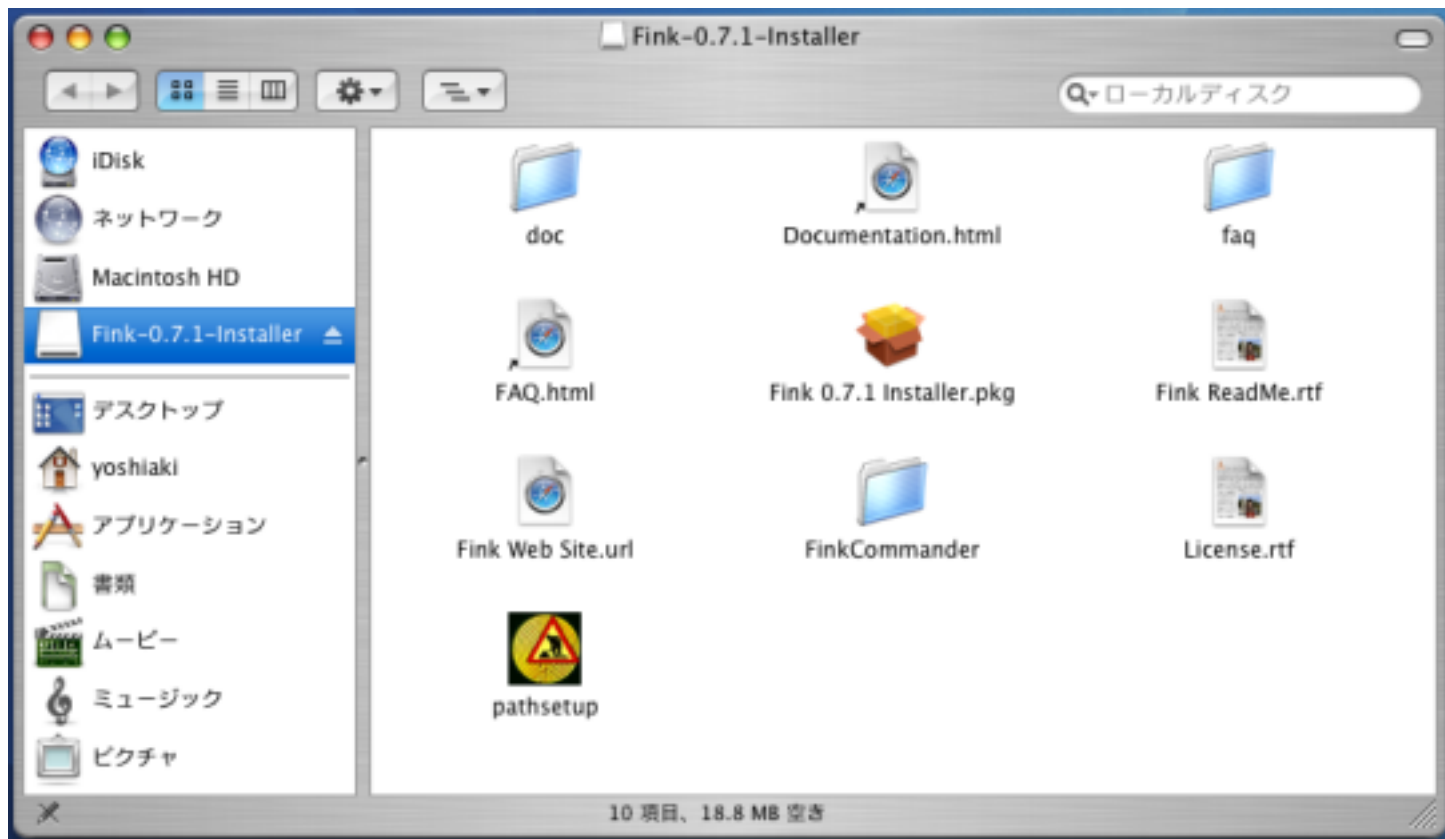 Fink-0.7.1-Installer
ローカルディスク
iDisk
ネットワーク
Macintosh HD
Fink-0.7.1-Installer
デスクトップ
yoshiaki
アプリケーション
書類
ムービー
ミュージック
ピクチャ
doc
Documentation.html
faq
FAQ.html
Fink 0.7.1 Installer.pkg
Fink ReadMe.rtf
Fink Web Site.url
FinkCommander
License.rtf
pathsetup
10 項目、18.8 MB 空き